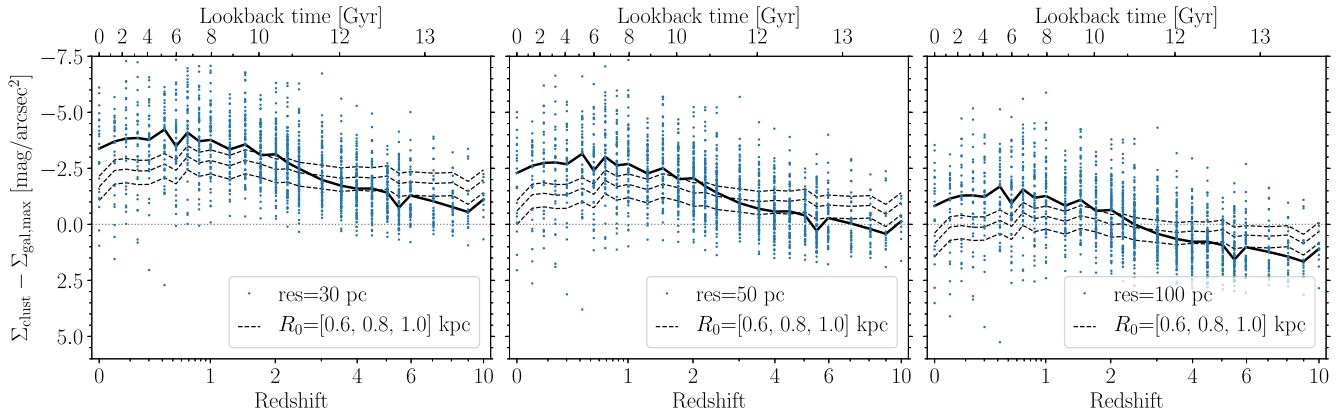 Lookback time [Gyr] Lookback time [Gyr] Lookback time [Gyr]
0 2 4 6 8 10 12 13 0 2 4 6 8 10 12 13 0 2 4 6 8 10 12 13
−7.5
−5.0
−2.5
0.0
2.5
5.0
Σclust − Σgal,max [mag/arcsec²]
res=30 pc res=50 pc res=100 pc
R₀=[0.6, 0.8, 1.0] kpc R₀=[0.6, 0.8, 1.0] kpc R₀=[0.6, 0.8, 1.0] kpc
0 1 2 4 6 10 0 1 2 4 6 10 0 1 2 4 6 10
Redshift Redshift Redshift